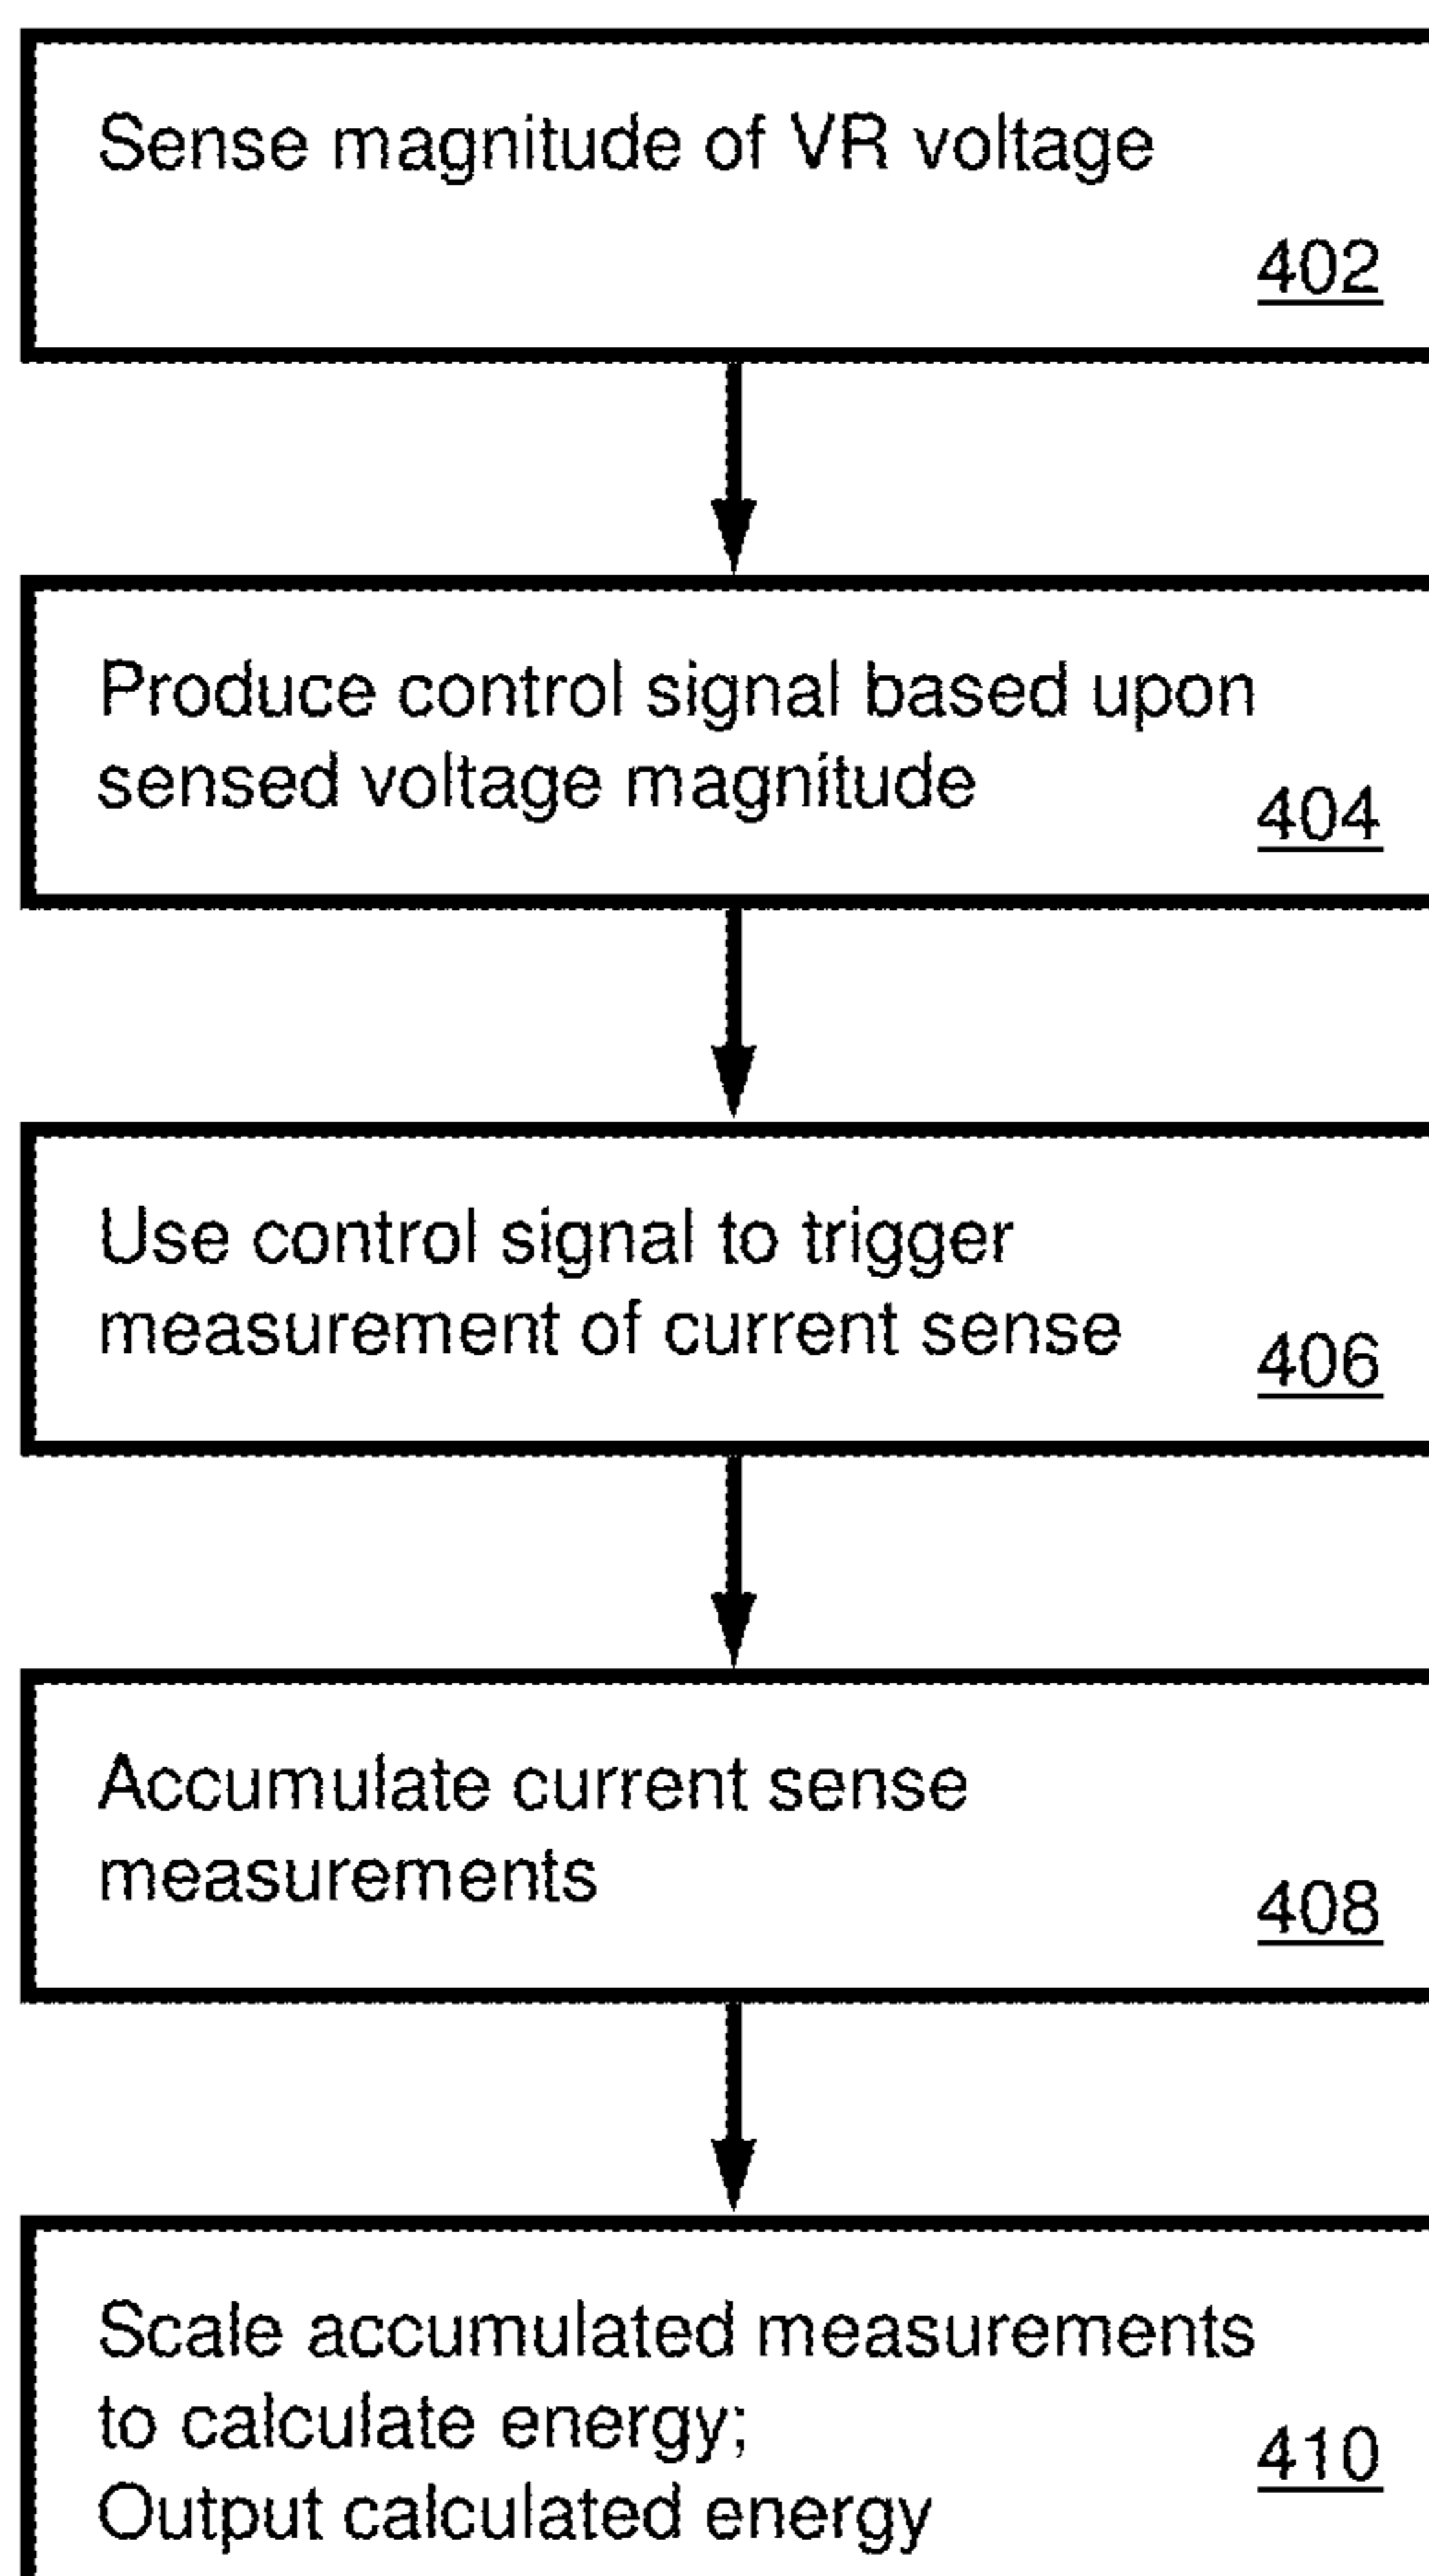 Sense magnitude of VR voltage
402
Produce control signal based upon
sensed voltage magnitude
404
Use control signal to trigger
measurement of current sense
406
Accumulate current sense
measurements
408
Scale accumulated measurements
to calculate energy;
410
Output calculated energy